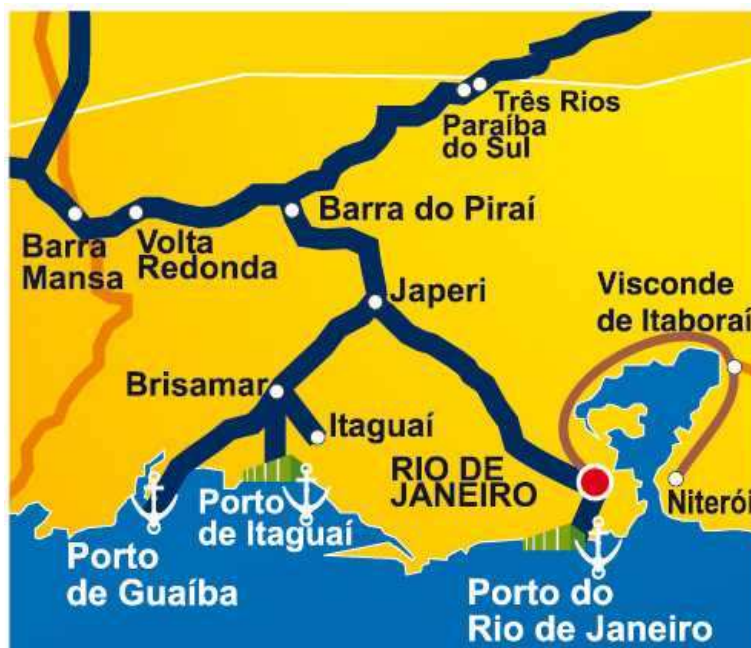 Três Rios
Paraíba
do Sul
Barra do Piraí
Barra
Mansa
Volta
Redonda
Japeri
Visconde
de Itaboraí
Brisamar
Itaguaí
RIO DE
JANEIRO
Niterói
Porto
de Itaguaí
Porto
de Guaíba
Porto do
Rio de Janeiro